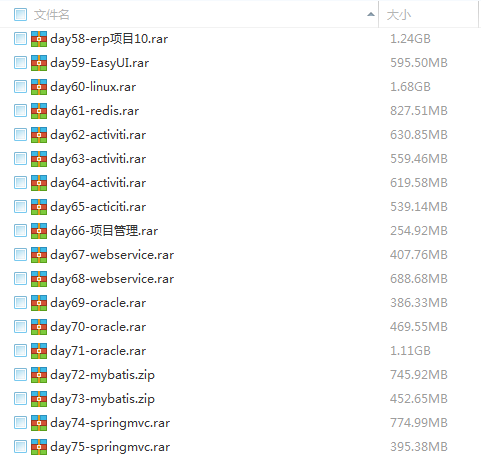 文件名 大小
day58-erp项目10.rar 1.24GB
day59-EasyUI.rar 595.50MB
day60-linux.rar 1.68GB
day61-redis.rar 827.51MB
day62-activiti.rar 630.85MB
day63-activiti.rar 559.46MB
day64-activiti.rar 619.58MB
day65-acticiti.rar 539.14MB
day66-项目管理.rar 254.92MB
day67-webservice.rar 407.76MB
day68-webservice.rar 688.68MB
day69-oracle.rar 386.33MB
day70-oracle.rar 469.55MB
day71-oracle.rar 1.11GB
day72-mybatis.zip 745.92MB
day73-mybatis.zip 452.65MB
day74-springmvc.rar 774.99MB
day75-springmvc.rar 395.38MB